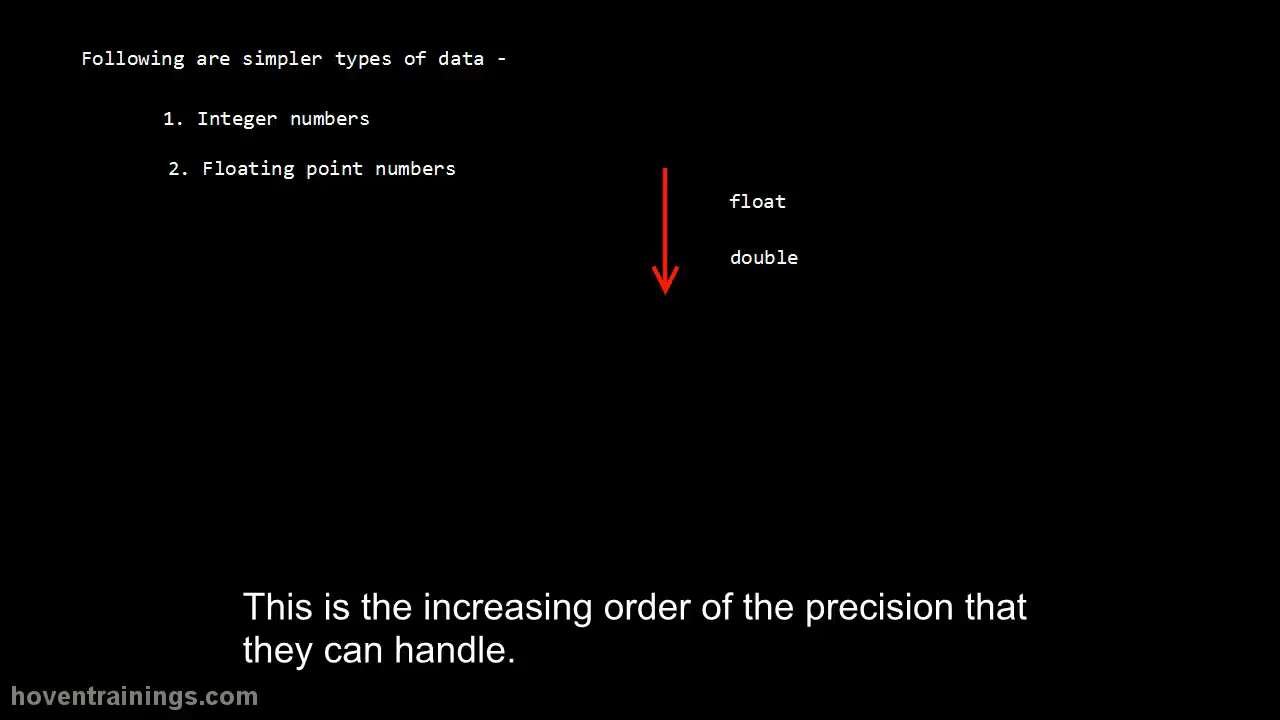 Following are simpler types of data -
1. Integer numbers
2. Floating point numbers
float
double
This is the increasing order of the precision that
they can handle.
hoventrainings.com